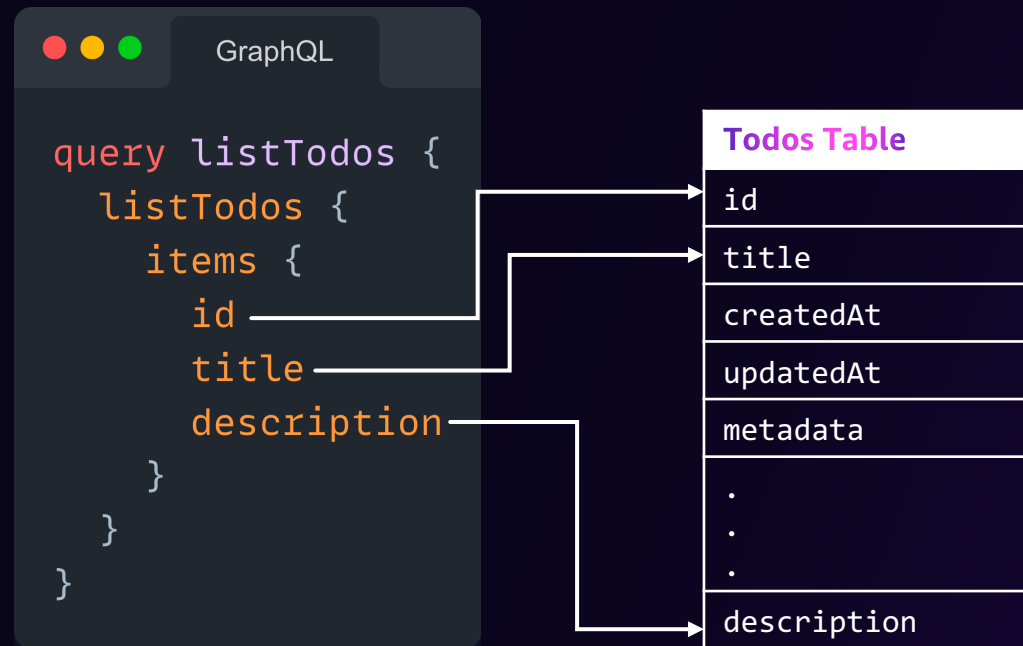 GraphQL
query listTodos {
listTodos {
items {
id
title
description
}
}
}
Todos Table
id
title
createdAt
updatedAt
metadata
.
.
.
description